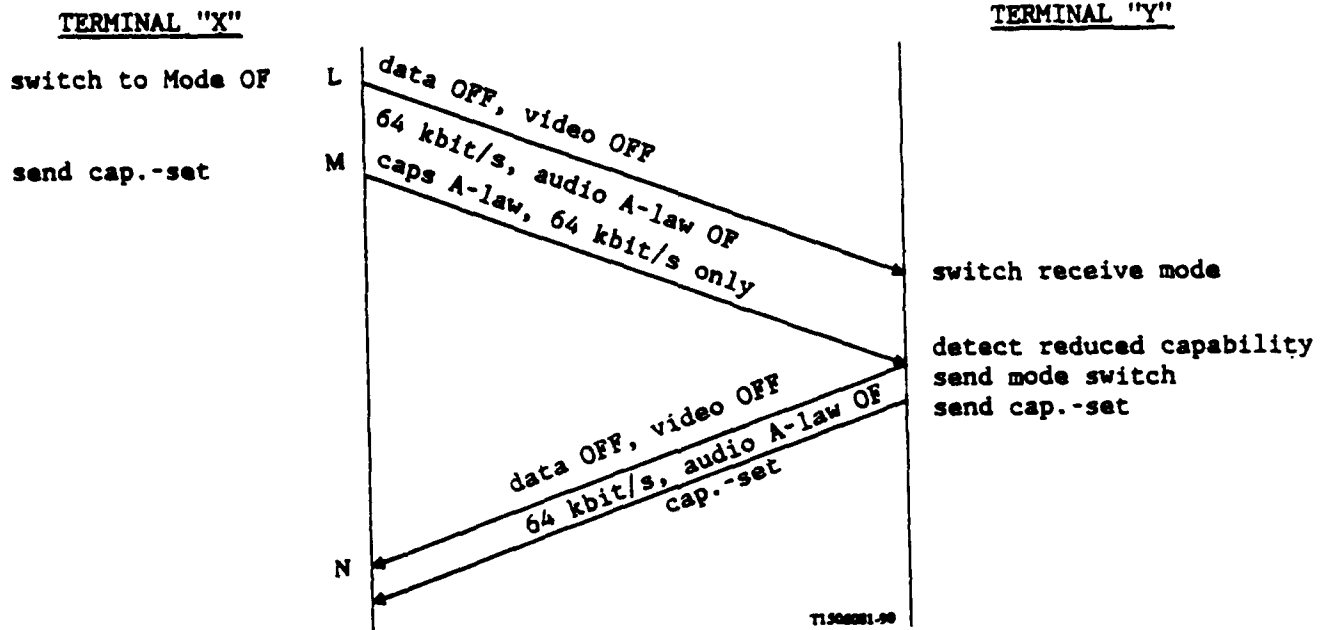 TERMINAL "X"
TERMINAL "Y"
switch to Mode OF
L
data OFF, video OFF
64 kbit/s, audio A-law OF
send cap.-set
M
caps A-law, 64 kbit/s only
switch receive mode
detect reduced capability
send mode switch
send cap.-set
data OFF, video OFF
64 kbit/s, audio A-law OF
cap.-set
N
T1508081-90